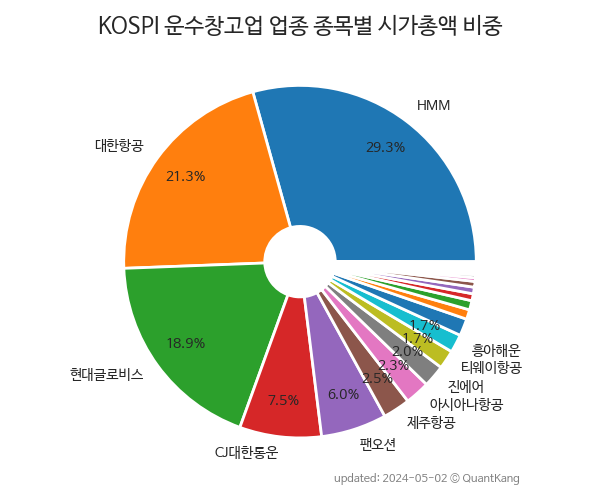 KOSPI 운수창고업 업종 종목별 시가총액 비중
HMM
29.3%
대한항공
21.3%
현대글로비스
18.9%
CJ대한통운
7.5%
팬오션
6.0%
제주항공
2.5%
아시아나항공
2.3%
진에어
2.0%
티웨이항공
1.7%
흥아해운
1.7%
updated: 2024-05-02 © QuantKang